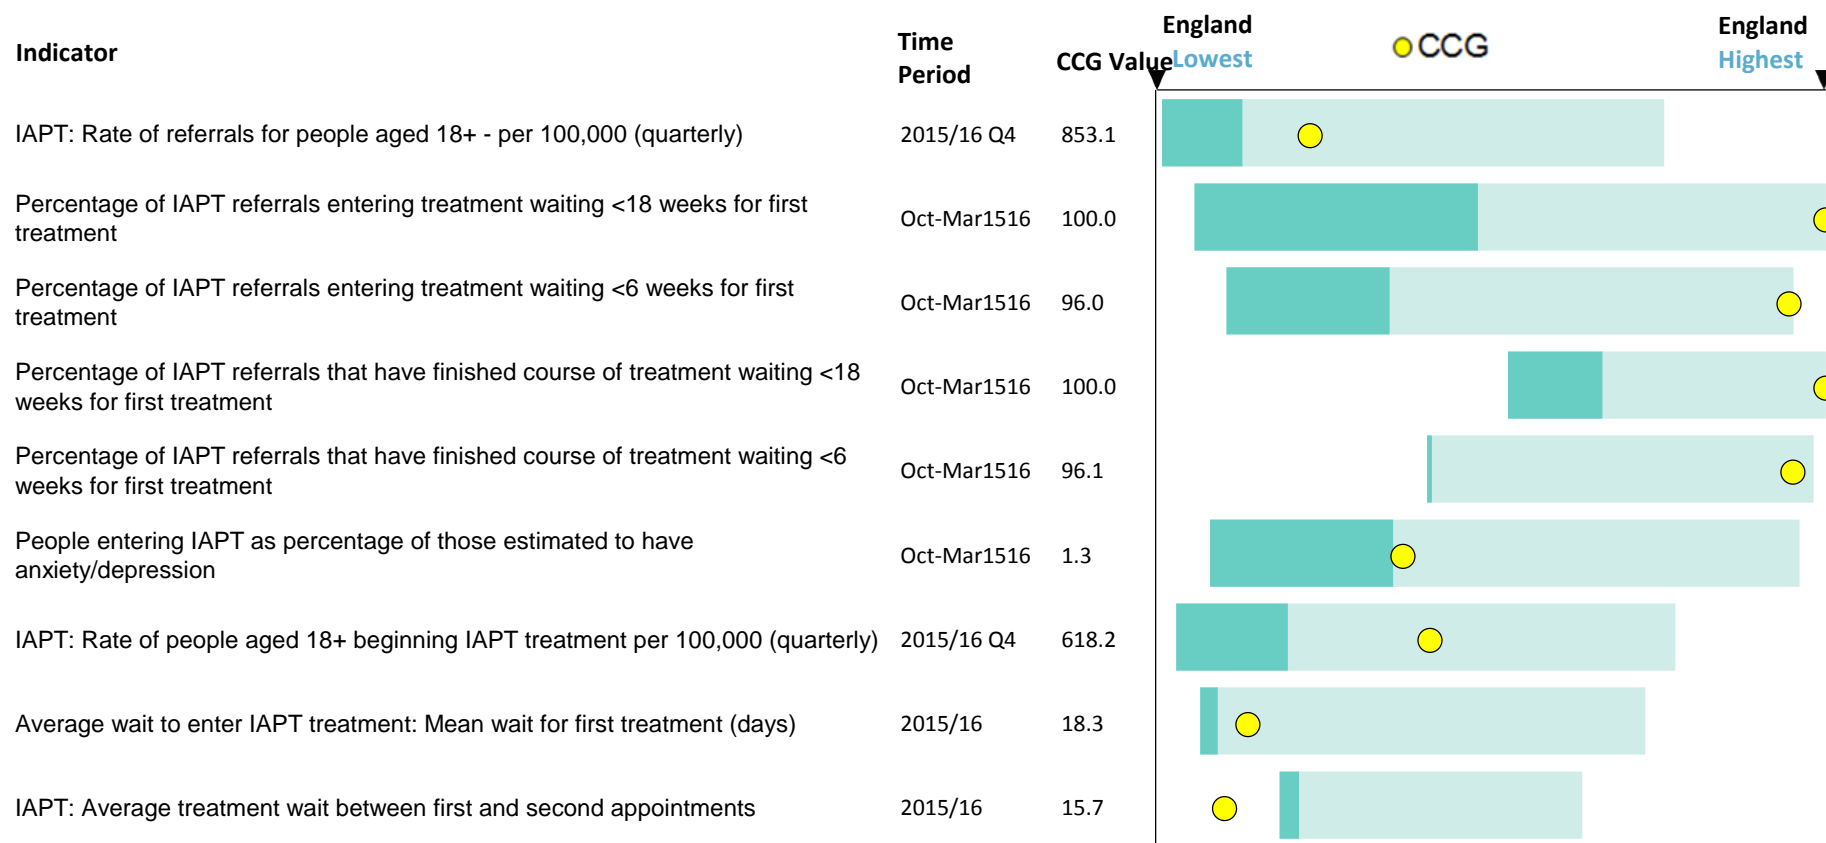 Indicator
Time
Period
CCG Value
England
Lowest
CCG
England
Highest
IAPT: Rate of referrals for people aged 18+ - per 100,000 (quarterly) 2015/16 Q4 853.1
Percentage of IAPT referrals entering treatment waiting <18 weeks for first
treatment
Oct-Mar1516 100.0
Percentage of IAPT referrals entering treatment waiting <6 weeks for first
treatment
Oct-Mar1516 96.0
Percentage of IAPT referrals that have finished course of treatment waiting <18
weeks for first treatment
Oct-Mar1516 100.0
Percentage of IAPT referrals that have finished course of treatment waiting <6
weeks for first treatment
Oct-Mar1516 96.1
People entering IAPT as percentage of those estimated to have
anxiety/depression
Oct-Mar1516 1.3
IAPT: Rate of people aged 18+ beginning IAPT treatment per 100,000 (quarterly) 2015/16 Q4 618.2
Average wait to enter IAPT treatment: Mean wait for first treatment (days) 2015/16 18.3
IAPT: Average treatment wait between first and second appointments 2015/16 15.7